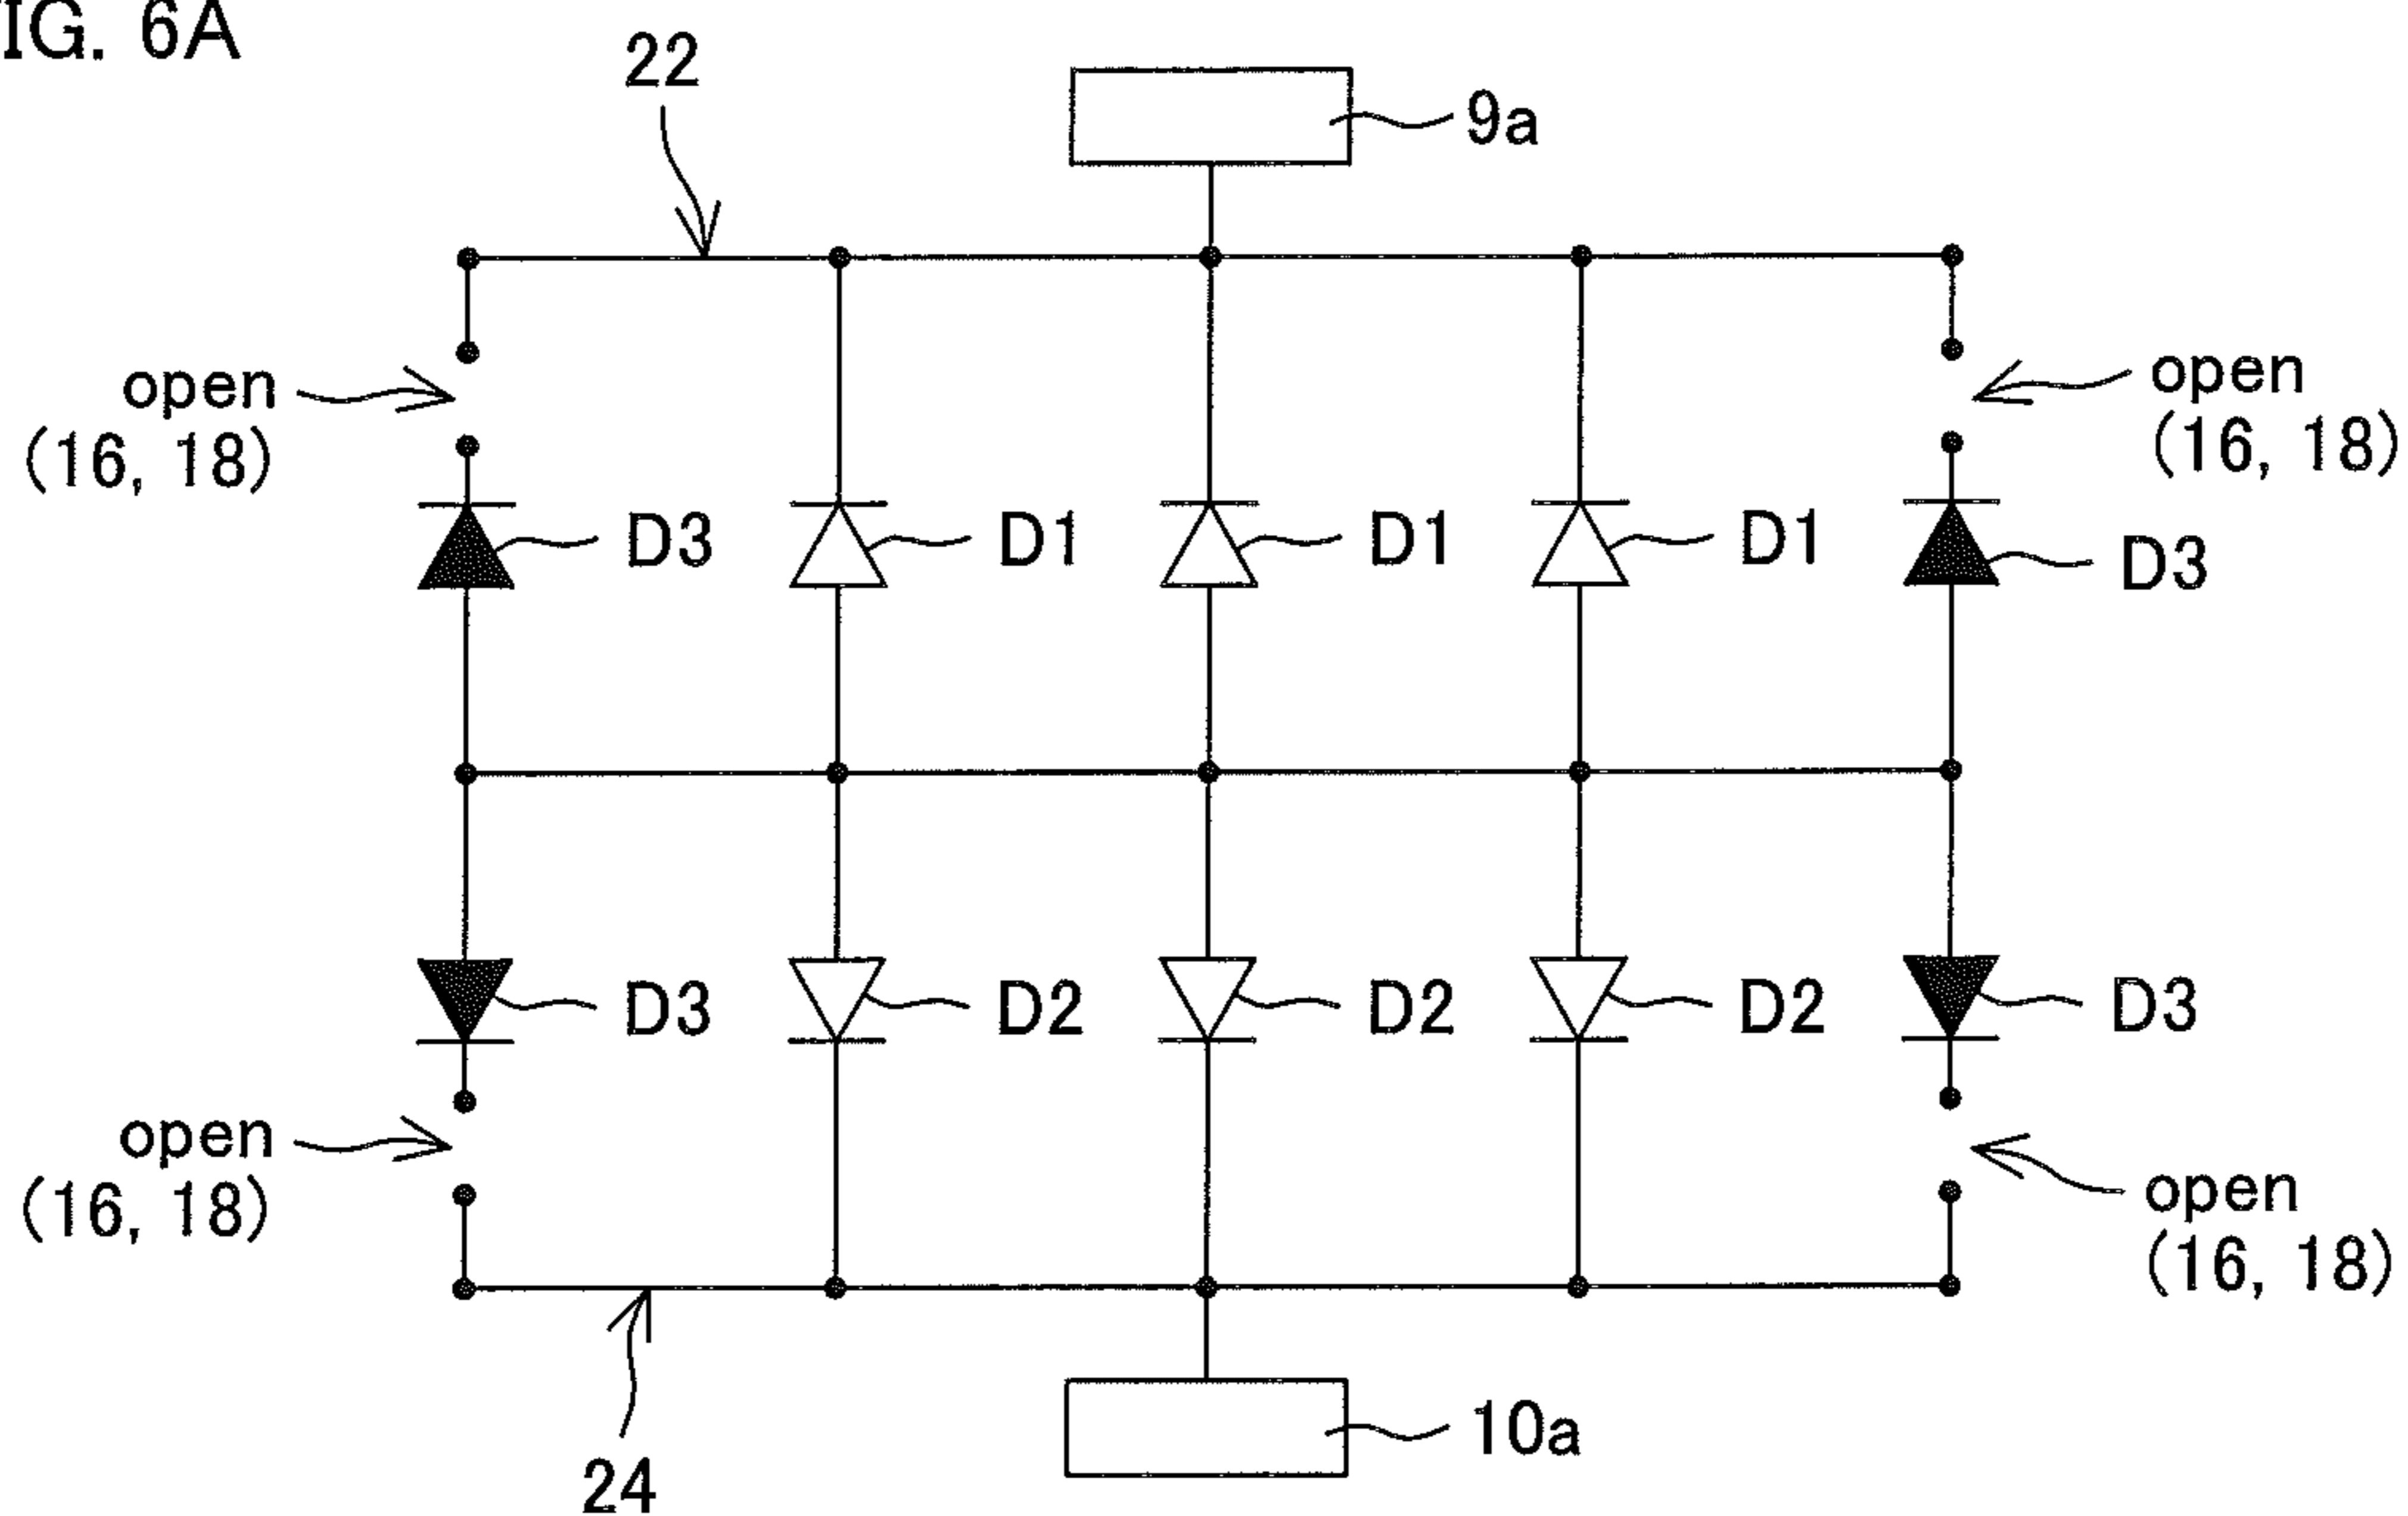 IG. 6A
22
9a
open
(16, 18)
open
(16, 18)
D3
D1
D1
D1
D3
D3
D2
D2
D2
D3
open
(16, 18)
open
(16, 18)
10a
24